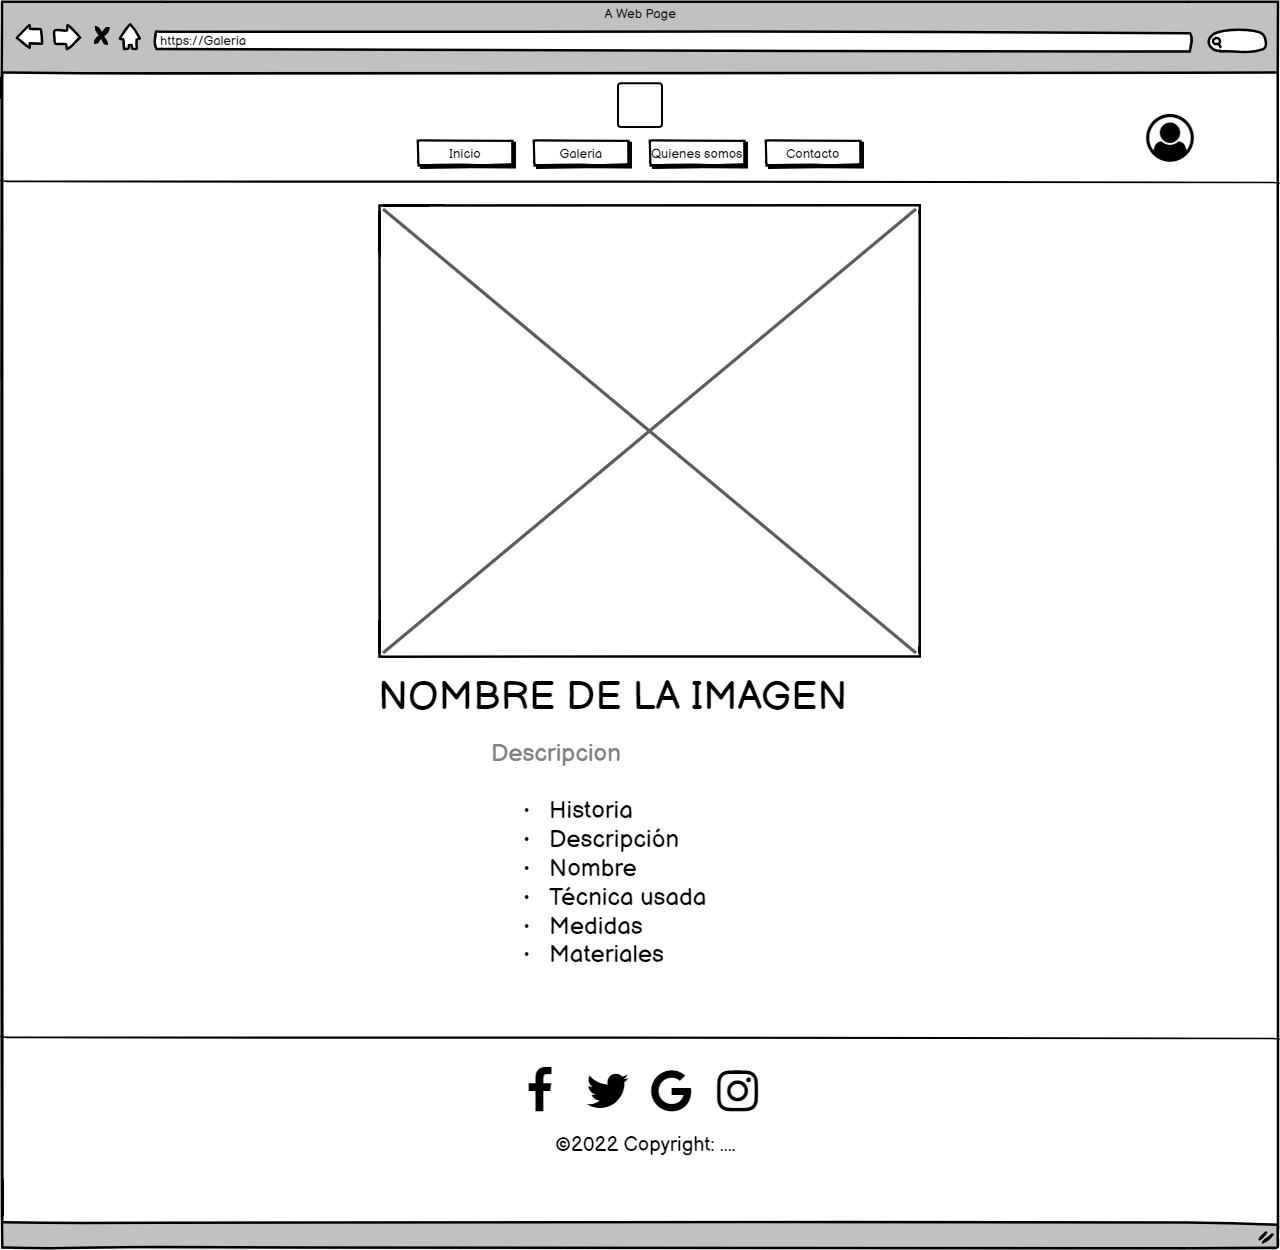 A Web Page
https://Galeria
Inicio
Galeria
Quienes somos
Contacto
NOMBRE DE LA IMAGEN
Descripcion
• Historia
• Descripción
• Nombre
• Técnica usada
• Medidas
• Materiales
©2022 Copyright: ....